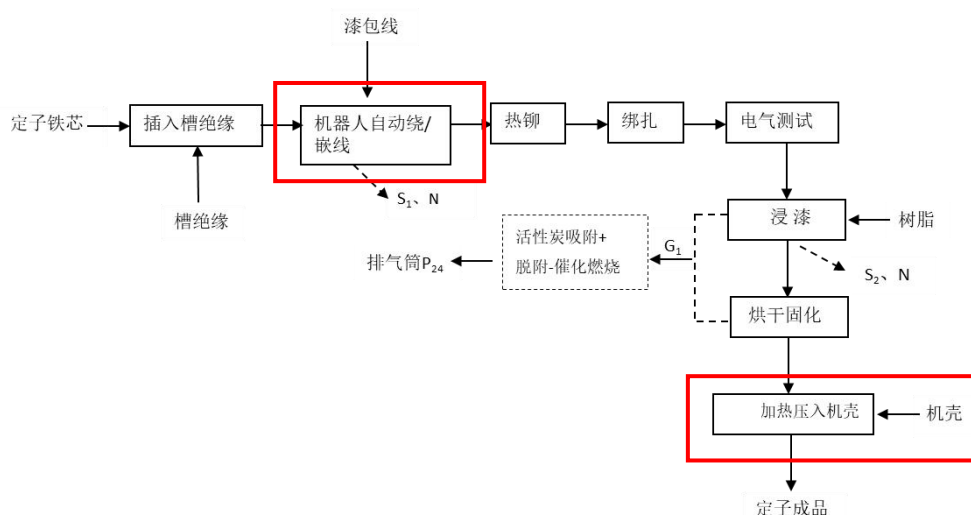 漆包线
定子铁芯
插入槽绝缘
机器人自动绕/
嵌线
热铆
绑扎
电气测试
S₁、N
槽绝缘
浸漆
树脂
活性炭吸附+
脱附-催化燃烧
G₁
排气筒P₂₄
S₂、N
烘干固化
加热压入机壳
机壳
定子成品